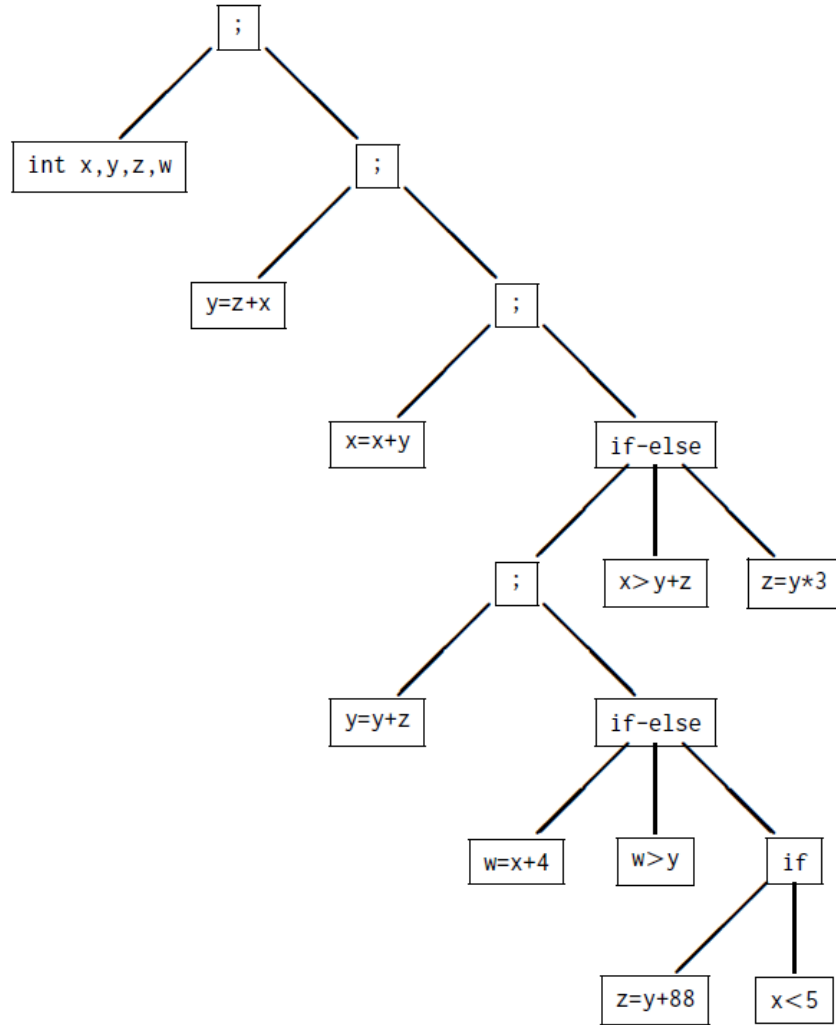 ;
int x,y,z,w
;
y=z+x
;
x=x+y
if-else
;
x>y+z
z=y*3
y=y+z
if-else
w=x+4
w>y
if
z=y+88
x<5